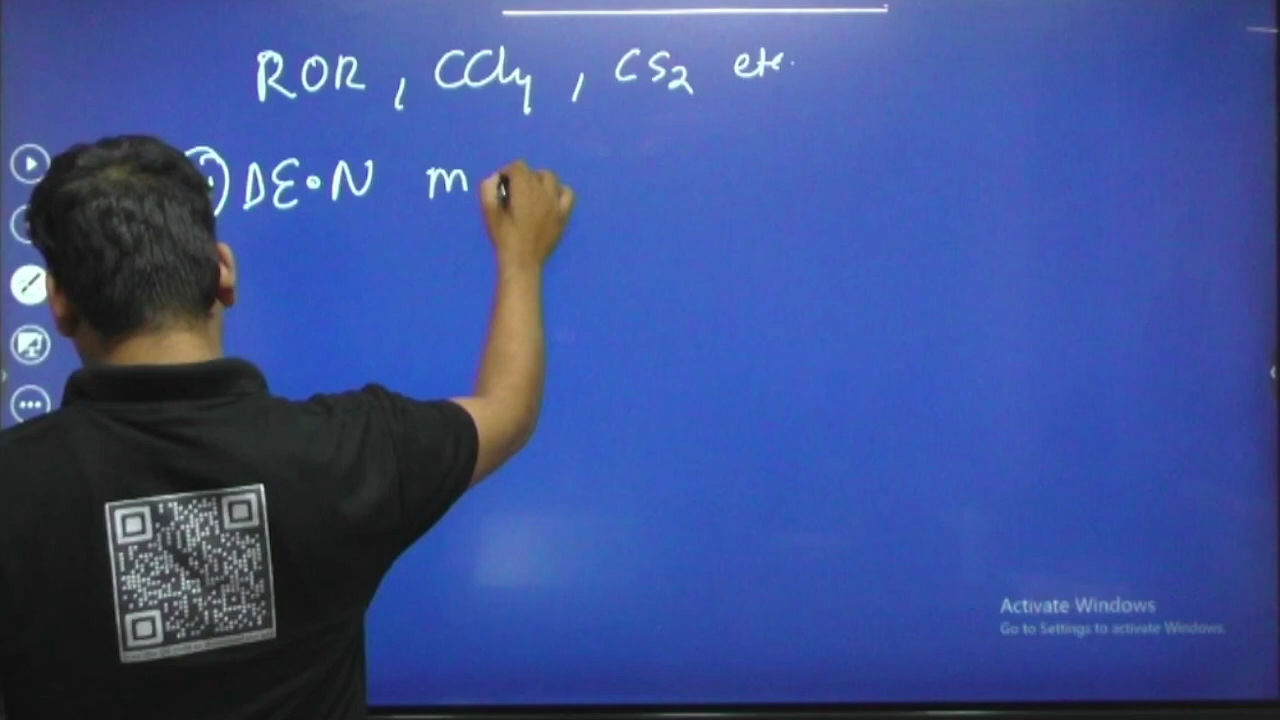 ROR, CCl4, CS2 etc.
DE•N m
Activate Windows
Go to Settings to activate Windows.